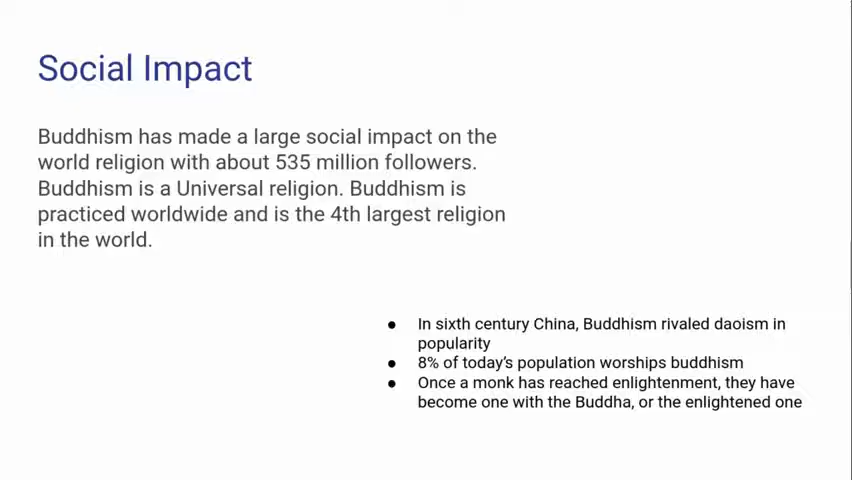 Social Impact
Buddhism has made a large social impact on the
world religion with about 535 million followers.
Buddhism is a Universal religion. Buddhism is
practiced worldwide and is the 4th largest religion
in the world.
● In sixth century China, Buddhism rivaled daoism in
popularity
● 8% of today's population worships buddhism
● Once a monk has reached enlightenment, they have
become one with the Buddha, or the enlightened one